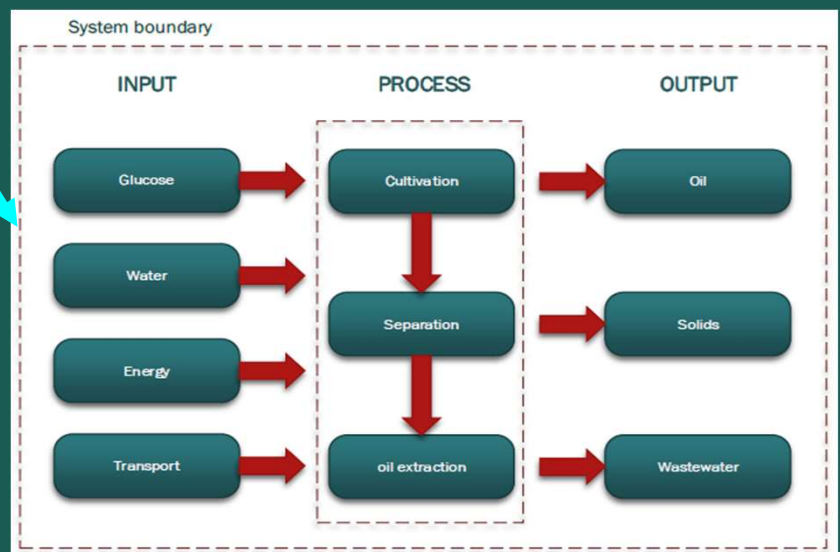 System boundary
INPUT
PROCESS
OUTPUT
Glucose
Cultivation
Oil
Water
Separation
Solids
Energy
Transport
oil extraction
Wastewater